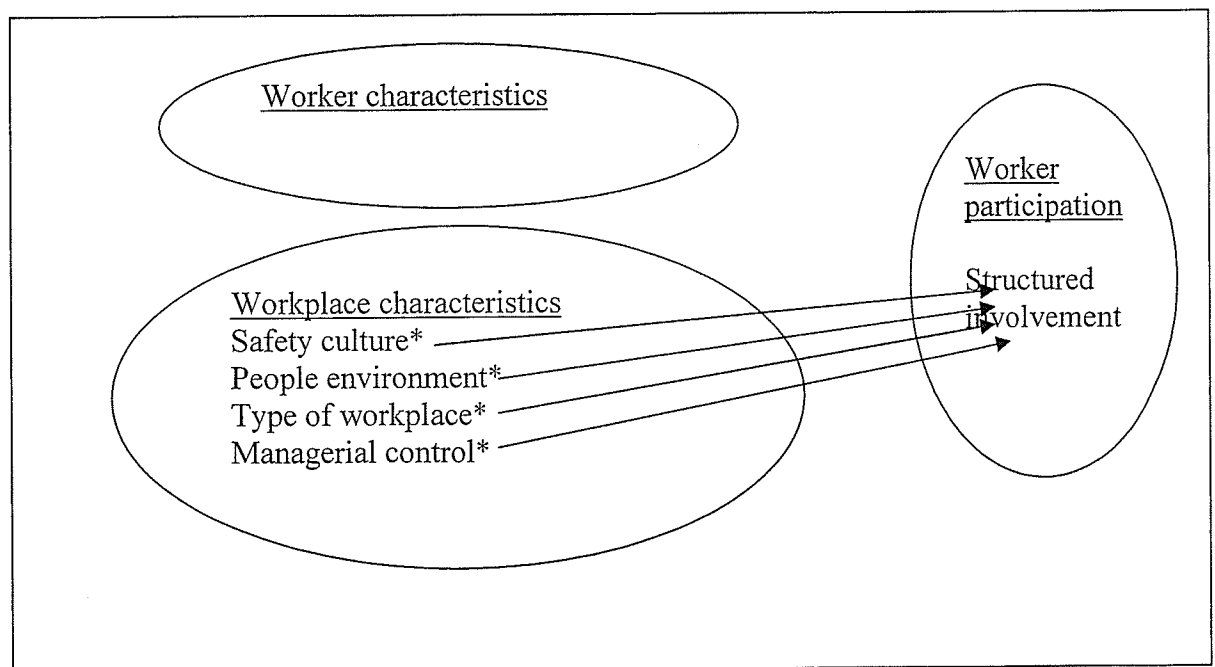 Worker characteristics
Workplace characteristics
Safety culture*
People environment*
Type of workplace*
Managerial control*
Worker
participation
Structured
involvement